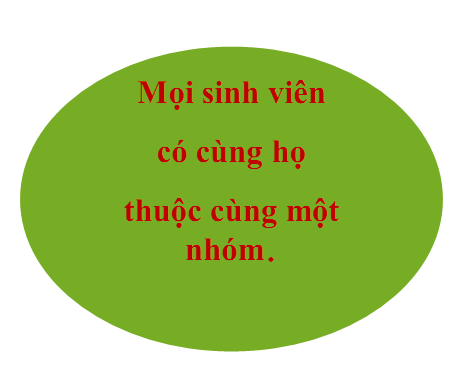 Mọi sinh viên
có cùng họ
thuộc cùng một
nhóm.